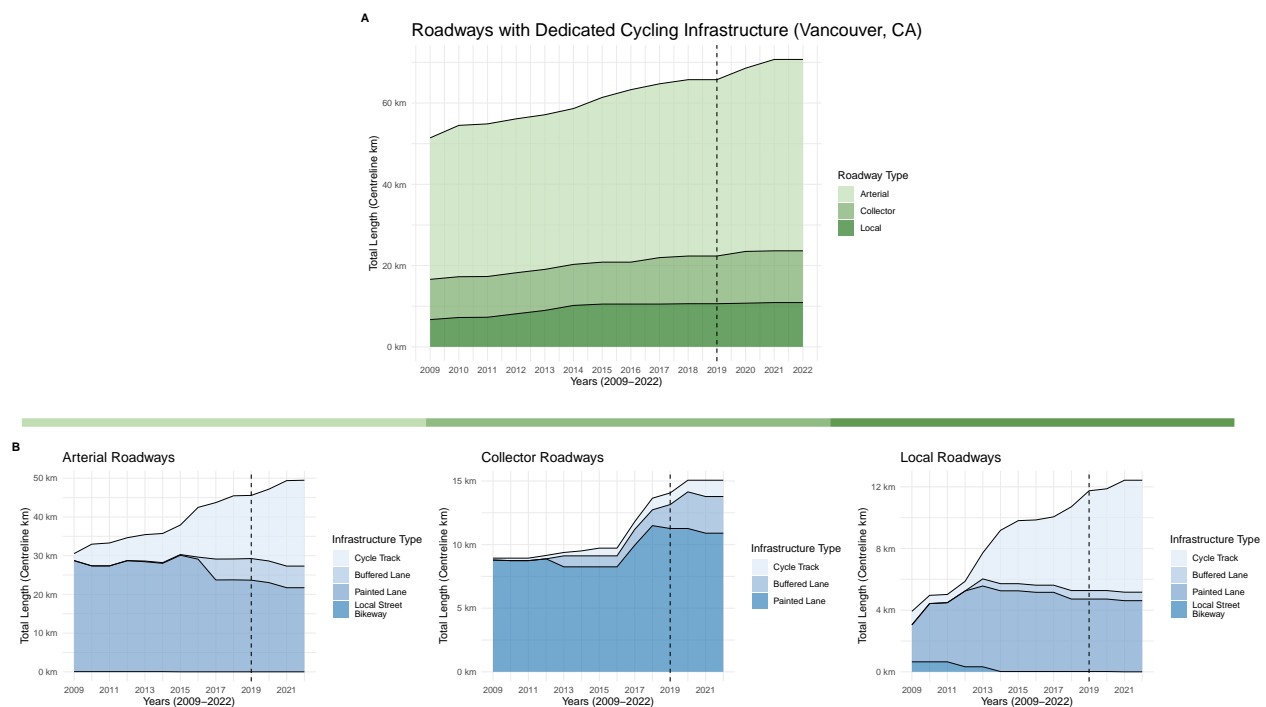 A
Roadways with Dedicated Cycling Infrastructure (Vancouver, CA)
Total Length (Centreline km)
60 km
40 km
20 km
0 km
2009 2010 2011 2012 2013 2014 2015 2016 2017 2018 2019 2020 2021 2022
Years (2009–2022)
Roadway Type
Arterial
Collector
Local
B
Arterial Roadways
Total Length (Centreline km)
50 km
40 km
30 km
20 km
10 km
0 km
2009 2011 2013 2015 2017 2019 2021
Years (2009–2022)
Infrastructure Type
Cycle Track
Buffered Lane
Painted Lane
Local Street
Bikeway
Collector Roadways
Total Length (Centreline km)
15 km
10 km
5 km
0 km
2009 2011 2013 2015 2017 2019 2021
Years (2009–2022)
Infrastructure Type
Cycle Track
Buffered Lane
Painted Lane
Local Roadways
Total Length (Centreline km)
12 km
8 km
4 km
0 km
2009 2011 2013 2015 2017 2019 2021
Years (2009–2022)
Infrastructure Type
Cycle Track
Buffered Lane
Painted Lane
Local Street
Bikeway